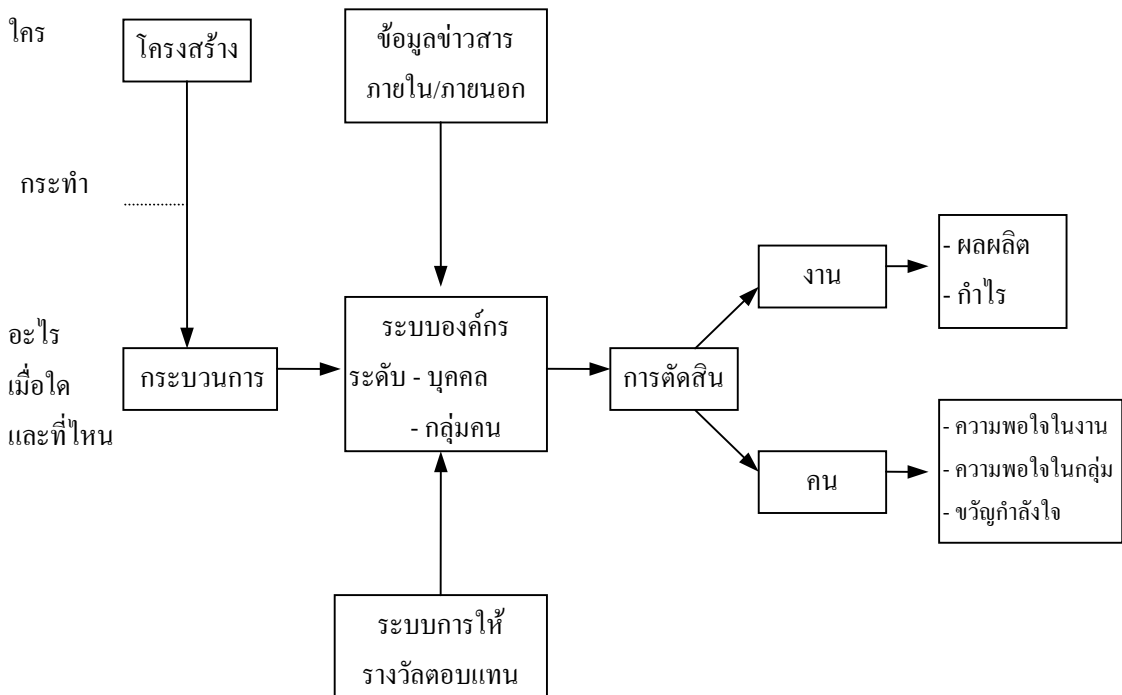 ใคร
โครงสร้าง
ข้อมูลข่าวสาร
ภายใน/ภายนอก
กระทำ
อะไร
เมื่อใด
และที่ไหน
กระบวนการ
ระบบองค์กร
ระดับ - บุคคล
- กลุ่มคน
การตัดสิน
งาน
- ผลผลิต
- กำไร
คน
- ความพอใจในงาน
- ความพอใจในกลุ่ม
- ขวัญกำลังใจ
ระบบการให้
รางวัลตอบแทน